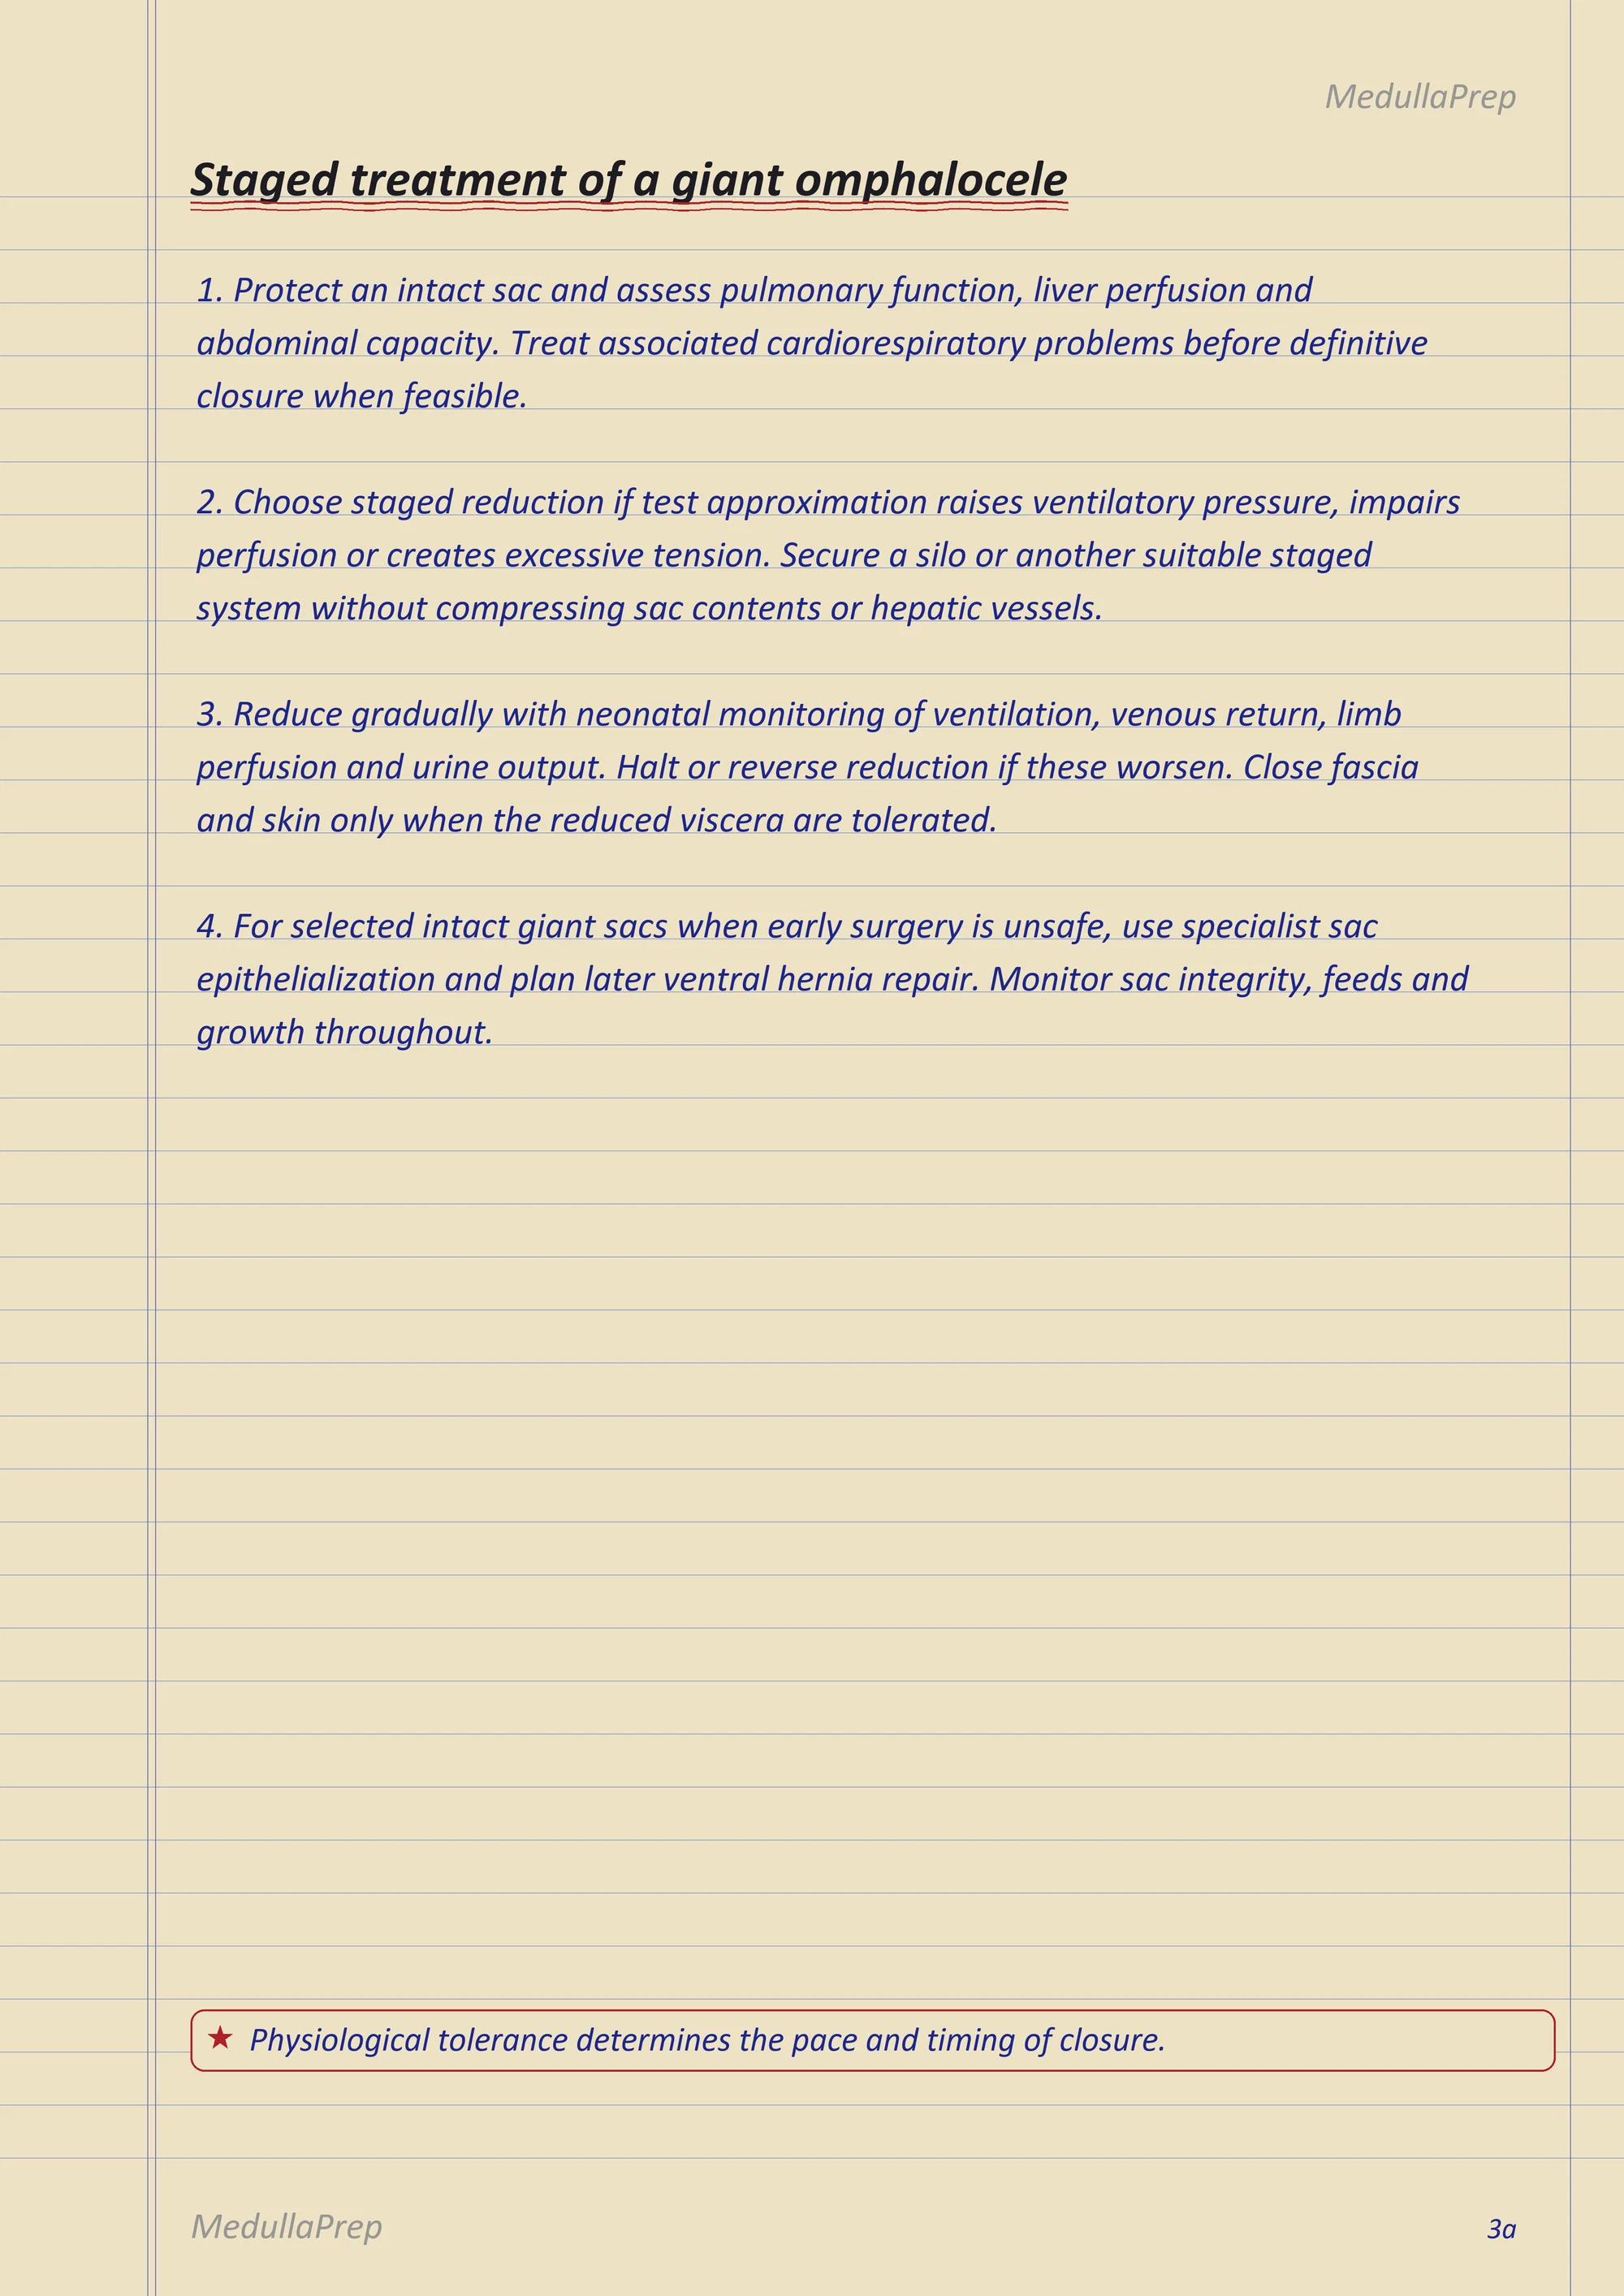 MedullaPrep
Staged treatment of a giant omphalocele
1. Protect an intact sac and assess pulmonary function, liver perfusion and
abdominal capacity. Treat associated cardiorespiratory problems before definitive
closure when feasible.
2. Choose staged reduction if test approximation raises ventilatory pressure, impairs
perfusion or creates excessive tension. Secure a silo or another suitable staged
system without compressing sac contents or hepatic vessels.
3. Reduce gradually with neonatal monitoring of ventilation, venous return, limb
perfusion and urine output. Halt or reverse reduction if these worsen. Close fascia
and skin only when the reduced viscera are tolerated.
4. For selected intact giant sacs when early surgery is unsafe, use specialist sac
epithelialization and plan later ventral hernia repair. Monitor sac integrity, feeds and
growth throughout.
★ Physiological tolerance determines the pace and timing of closure.
MedullaPrep
3a